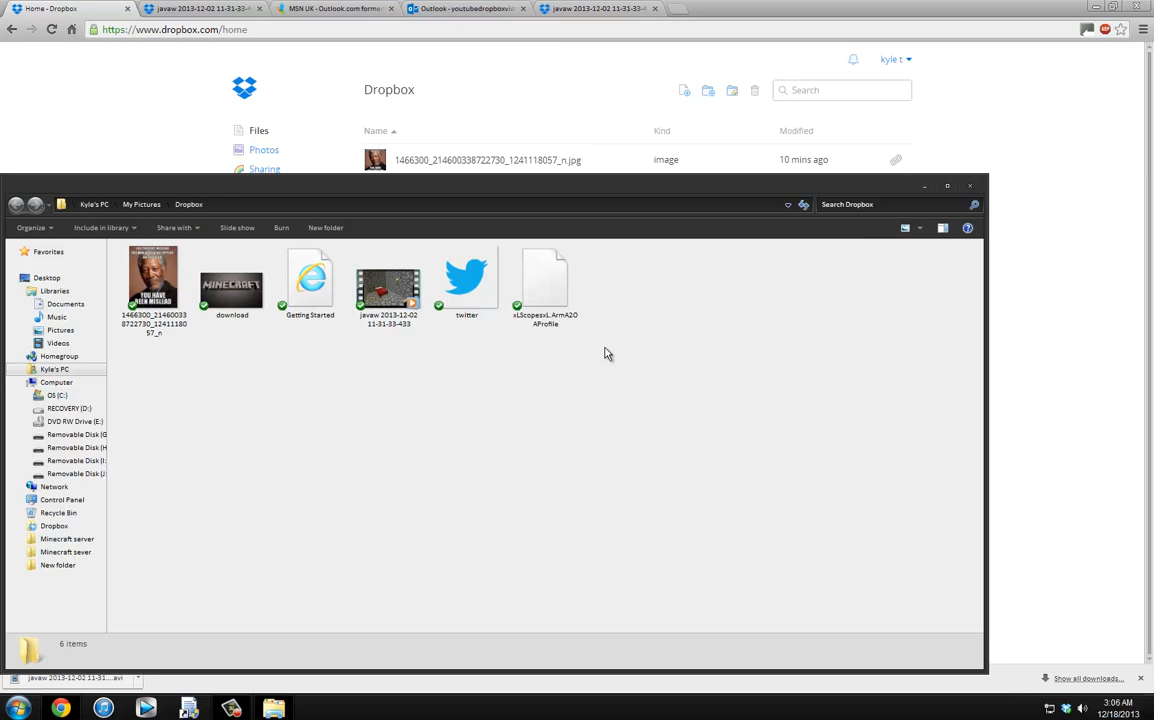 Home - Dropbox
javaw 2013-12-02 11-31-33-4
MSN UK - Outlook.com forme
Outlook - youtubedropboxvi
javaw 2013-12-02 11-31-33-4
https://www.dropbox.com/home
kyle t
Dropbox
Search
Files
Name
Kind
Modified
Photos
1466300_214600338722730_1241118057_n.jpg
image
10 mins ago
Sharing
Kyle's PC
My Pictures
Dropbox
Search Dropbox
Organize
Include in library
Share with
Slide show
Burn
New folder
Favorites
Desktop
Libraries
Documents
Music
Pictures
Videos
Homegroup
Kyle's PC
Computer
OS (C:)
RECOVERY (D:)
DVD RW Drive (E:)
Removable Disk (G
Removable Disk (H
Removable Disk (I:
Removable Disk (J:
Network
Control Panel
Recycle Bin
Dropbox
Minecraft server
Minecraft sever
New folder
YOU HAVE
BEEN MISLEAD
MINECRAFT
1466300_21460033
8722730_12411180
57_n
download
Getting Started
javaw 2013-12-02
11-31-33-433
twitter
xLScopesxL.ArmA2O
AProfile
6 items
javaw 2013-12-02 11-31....avi
Show all downloads...
3:06 AM
12/18/2013